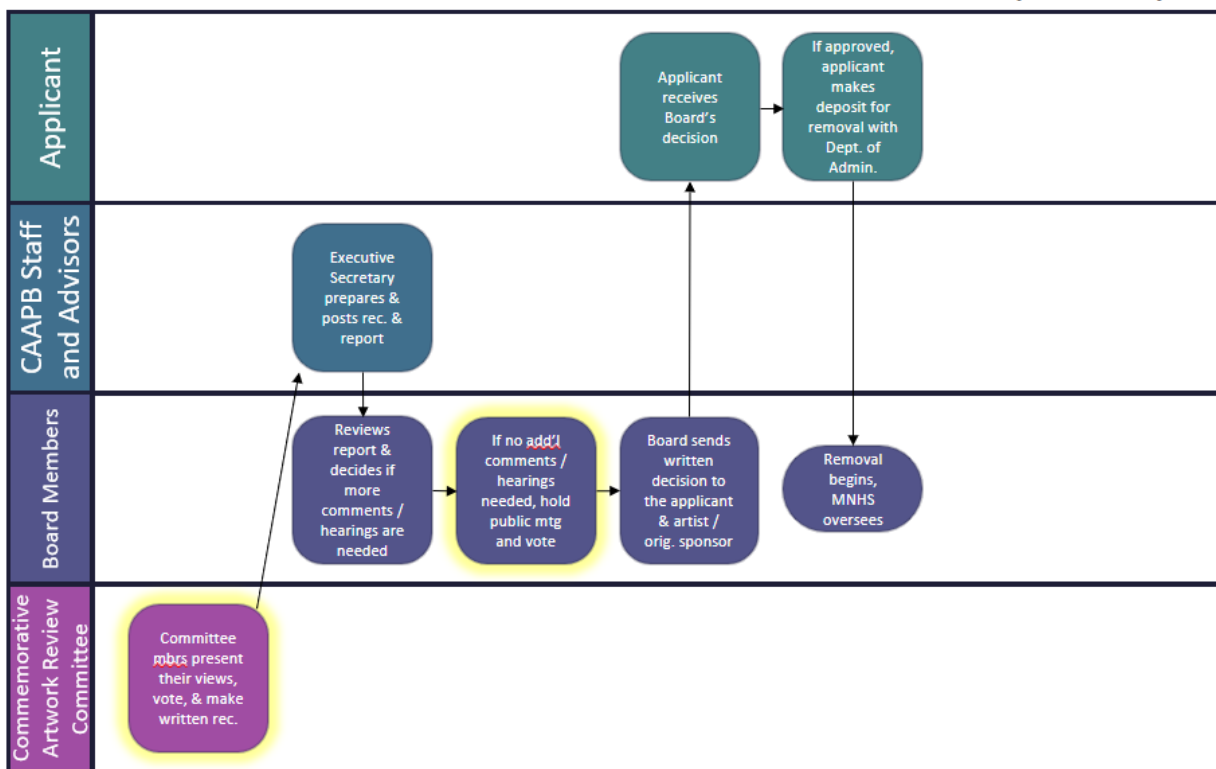 Applicant
Applicant
receives
Board's
decision
If approved,
applicant
makes
deposit for
removal with
Dept. of
Admin.
CAAPB Staff
and Advisors
Executive
Secretary
prepares &
posts rec. &
report
Board Members
Reviews
report &
decides if
more
comments /
hearings are
needed
If no add'l
comments /
hearings
needed, hold
public mtg
and vote
Board sends
written
decision to
the applicant
& artist /
orig. sponsor
Removal
begins,
MNHS
oversees
Commemorative
Artwork Review
Committee
Committee
mbrs present
their views,
vote, & make
written rec.